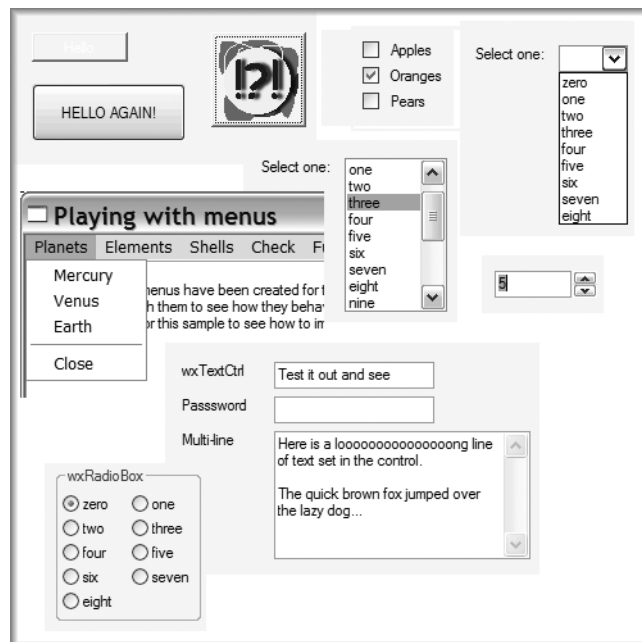 Hello
HELLO AGAIN!
!?!
Apples
Oranges
Pears
Select one:
zero
one
two
three
four
five
six
seven
eight
Select one:
one
two
three
four
five
six
seven
eight
nine
Playing with menus
Planets Elements Shells Check
Mercury
Venus
Earth
Close
menus have been created for
them to see how they
or this sample to see how to
5
wxTextCtrl
Test it out and see
Passsword
Multi-line
Here is a looooooooooooooong line
of text set in the control.
The quick brown fox jumped over
the lazy dog...
wxRadioBox
zero one
two three
four five
six seven
eight